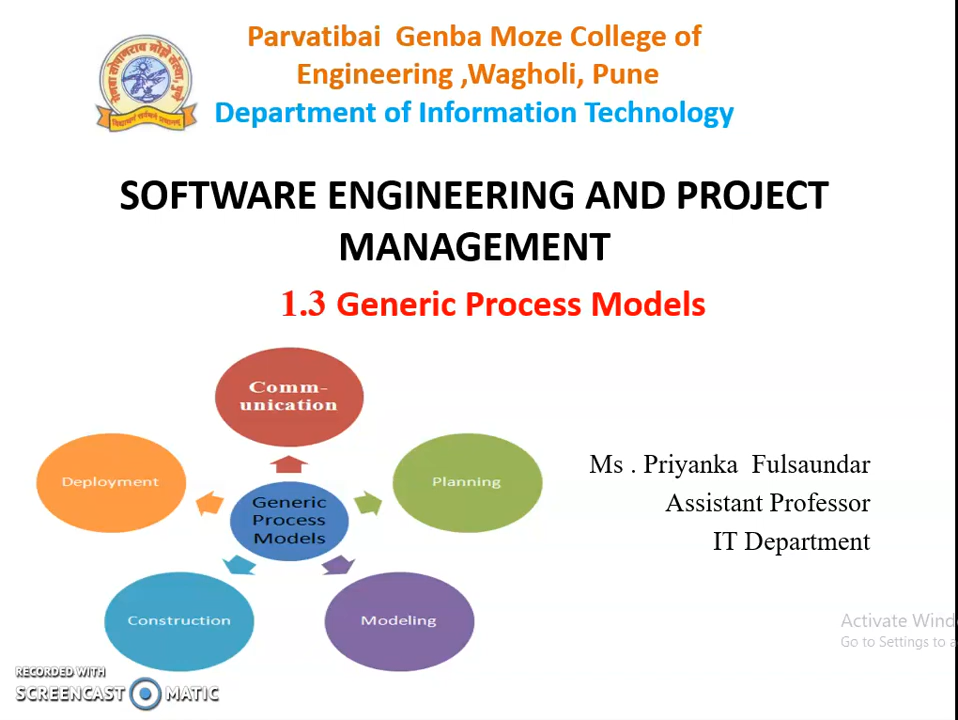 Parvatibai Genba Moze College of
Engineering ,Wagholi, Pune
Department of Information Technology
SOFTWARE ENGINEERING AND PROJECT
MANAGEMENT
1.3 Generic Process Models
Comm-
unication
Deployment
Planning
Generic
Process
Models
Construction
Modeling
Ms . Priyanka Fulsaundar
Assistant Professor
IT Department
Activate Wind
Go to Settings to a
RECORDED WITH
SCREENCAST MATIC